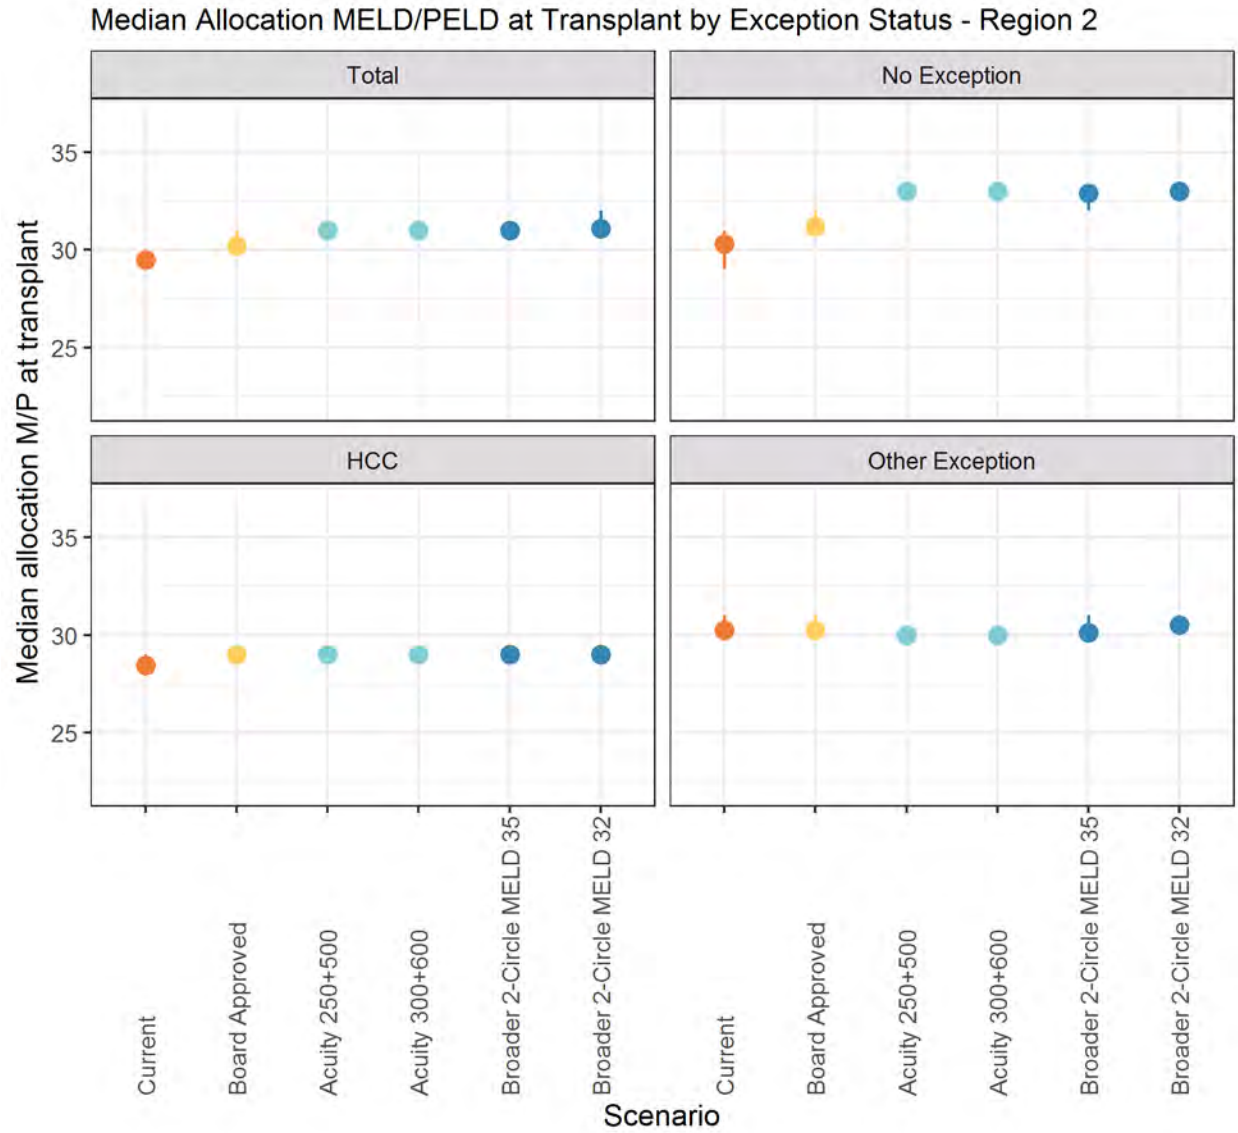 Median Allocation MELD/PELD at Transplant by Exception Status - Region 2
Total
No Exception
35
30
25
HCC
Other Exception
35
30
25
Median allocation M/P at transplant
Current
Board Approved
Acuity 250+500
Acuity 300+600
Broader 2-Circle MELD 35
Broader 2-Circle MELD 32
Current
Board Approved
Acuity 250+500
Acuity 300+600
Broader 2-Circle MELD 35
Broader 2-Circle MELD 32
Scenario